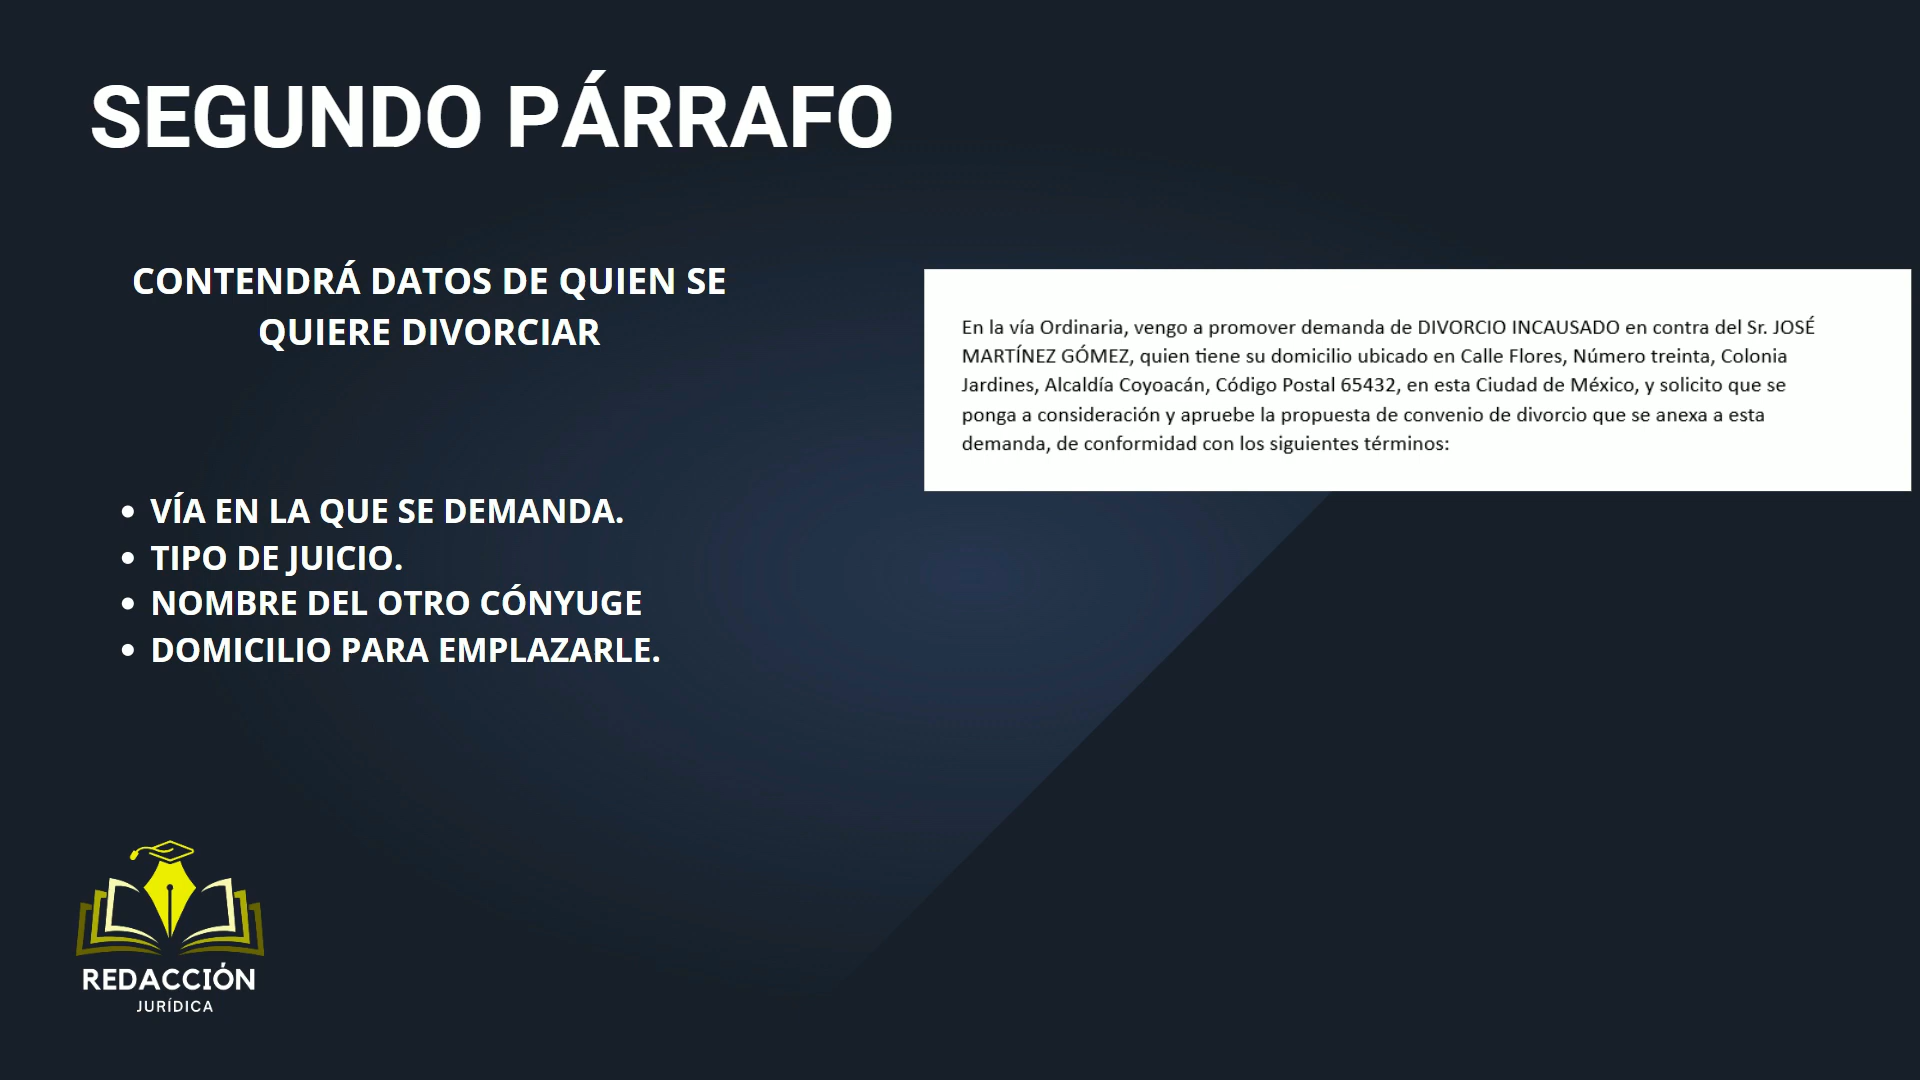 SEGUNDO PÁRRAFO
CONTENDRÁ DATOS DE QUIEN SE
QUIERE DIVORCIAR
• VÍA EN LA QUE SE DEMANDA.
• TIPO DE JUICIO.
• NOMBRE DEL OTRO CÓNYUGE
• DOMICILIO PARA EMPLAZARLE.
En la vía Ordinaria, vengo a promover demanda de DIVORCIO INCAUSADO en contra del Sr. JOSÉ
MARTÍNEZ GÓMEZ, quien tiene su domicilio ubicado en Calle Flores, Número treinta, Colonia
Jardines, Alcaldía Coyoacán, Código Postal 65432, en esta Ciudad de México, y solicito que se
ponga a consideración y apruebe la propuesta de convenio de divorcio que se anexa a esta
demanda, de conformidad con los siguientes términos:
REDACCIÓN
JURÍDICA